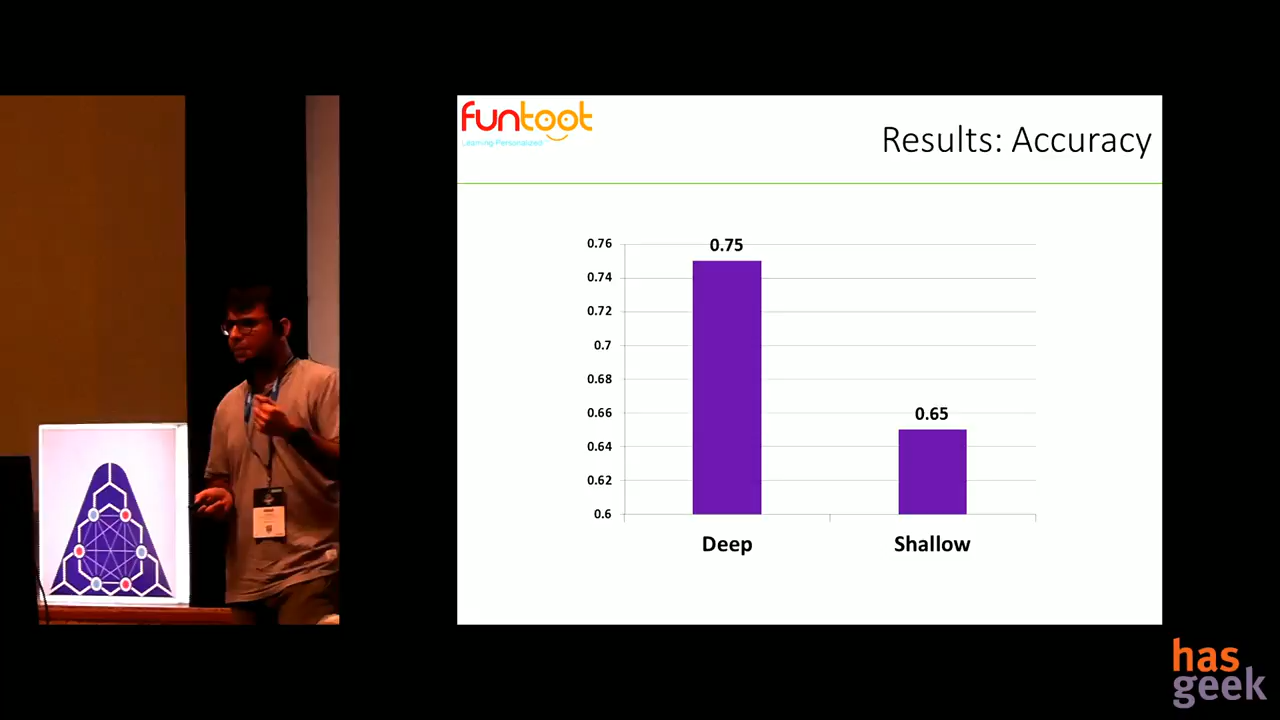 funtoot
Learning Personalized
Results: Accuracy
0.76
0.74
0.72
0.7
0.68
0.66
0.64
0.62
0.6
0.75
0.65
Deep
Shallow
has
geek